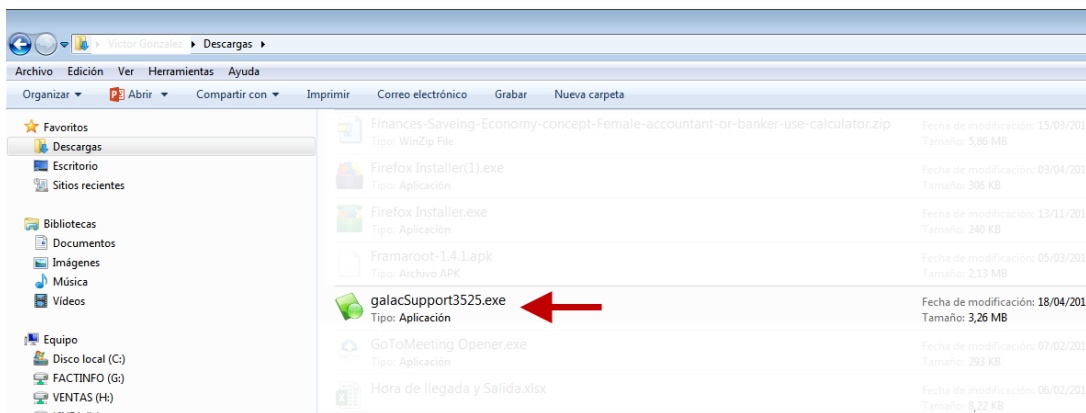 Victor Gonzalez ▸ Descargas ▸
Archivo Edición Ver Herramientas Ayuda
Organizar Abrir Compartir con Imprimir Correo electrónico Grabar Nueva carpeta
Favoritos
Descargas
Escritorio
Sitios recientes
Bibliotecas
Documentos
Imágenes
Música
Vídeos
Equipo
Disco local (C:)
FACTINFO (G:)
VENTAS (H:)
Finances-Saveing-Economy-concept-Female-accountant-or-banker-use-calculator.zip
Tipo: WinZip File
Fecha de modificación: 15/03/201
Tamaño: 5,86 MB
Firefox Installer(1).exe
Tipo: Aplicación
Fecha de modificación: 03/04/201
Tamaño: 306 KB
Firefox Installer.exe
Tipo: Aplicación
Fecha de modificación: 13/11/201
Tamaño: 240 KB
Framaroot-1.4.1.apk
Tipo: Archivo APK
Fecha de modificación: 05/03/201
Tamaño: 2,13 MB
galacSupport3525.exe
Tipo: Aplicación
Fecha de modificación: 18/04/201
Tamaño: 3,26 MB
GoToMeeting Opener.exe
Tipo: Aplicación
Fecha de modificación: 07/02/201
Tamaño: 293 KB
Hora de llegada y Salida.xlsx
Fecha de modificación: 06/02/201
Tamaño: 8,22 KB